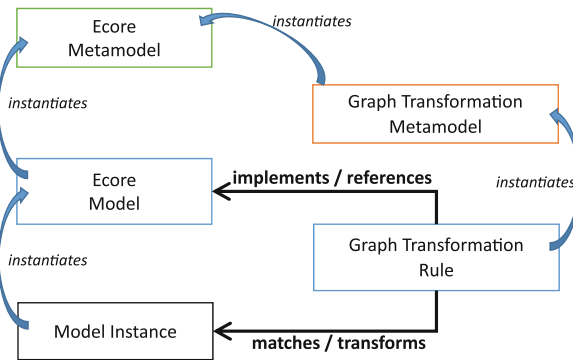 instantiates
Ecore
Metamodel
instantiates
Graph Transformation
Metamodel
Ecore
Model
implements / references
instantiates
Graph Transformation
Rule
instantiates
Model Instance
matches / transforms